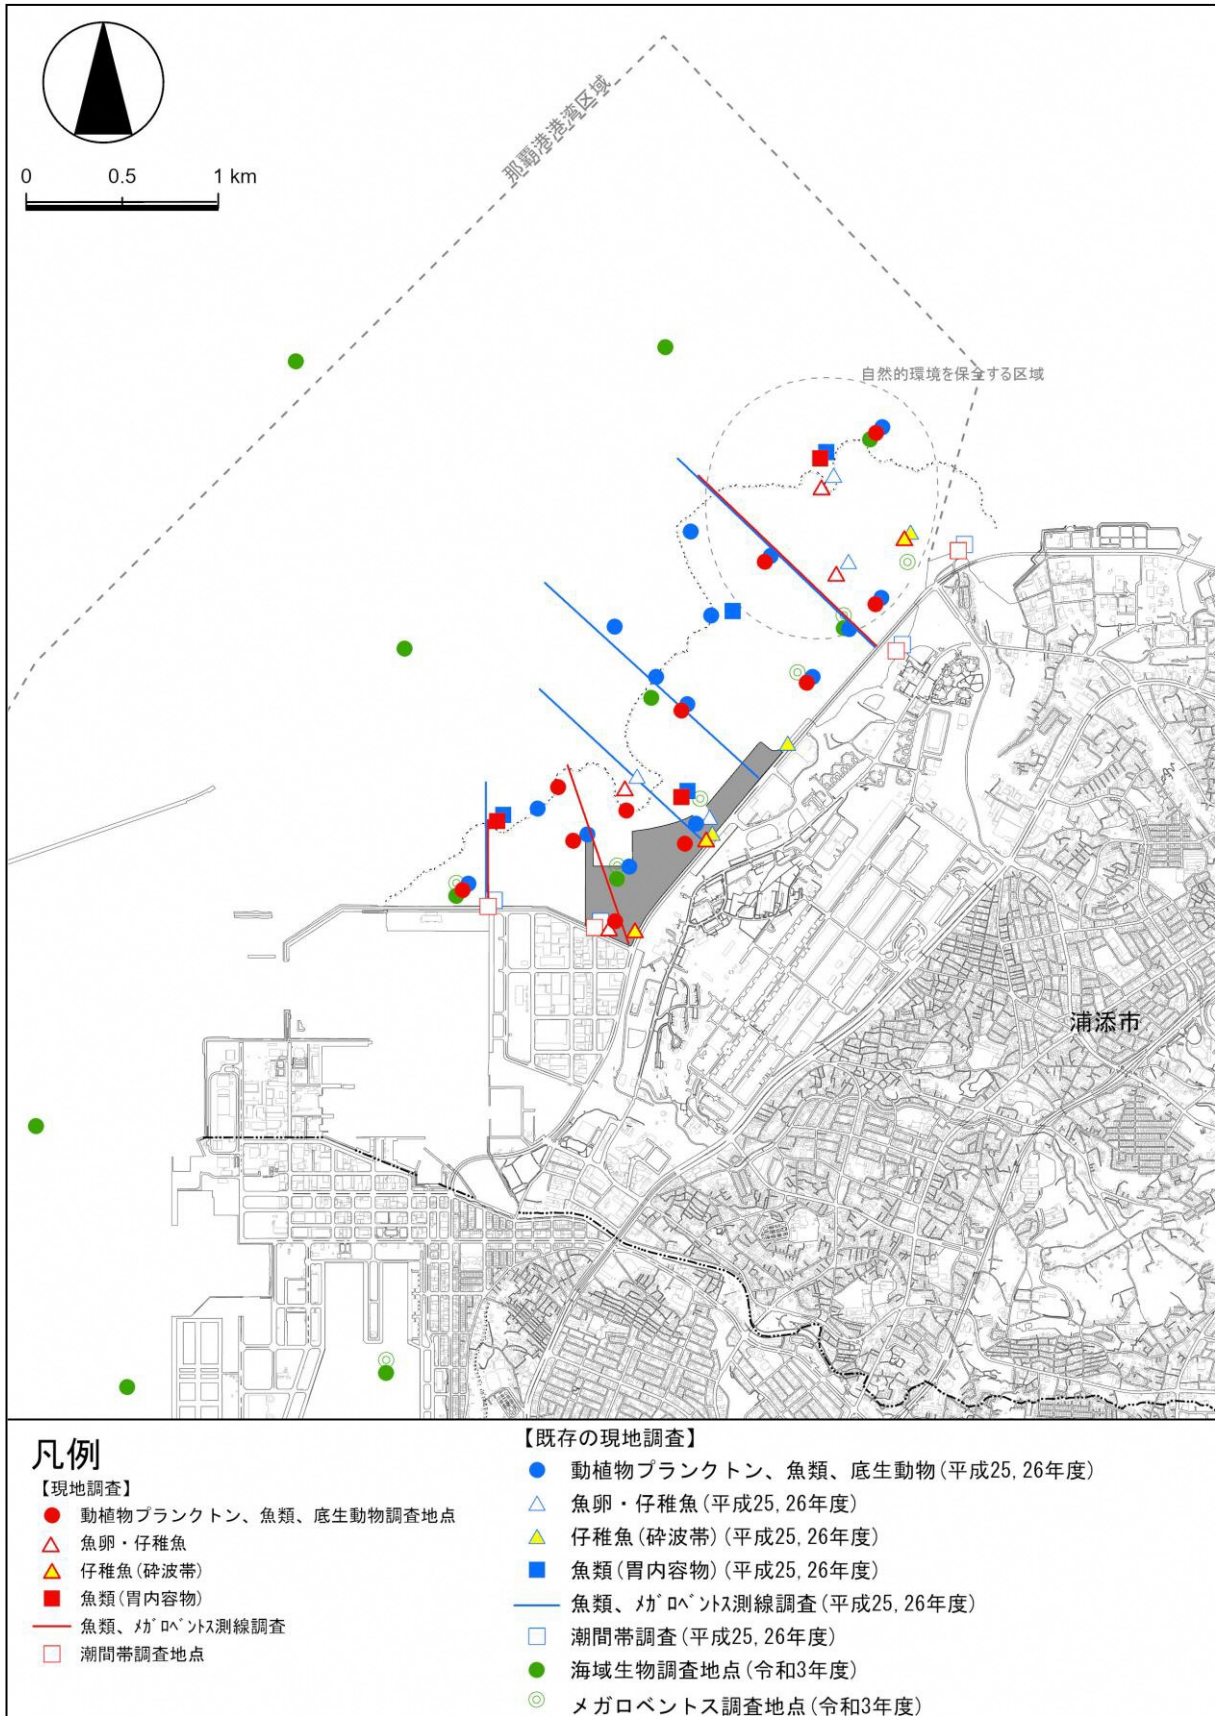 0 0.5 1 km
那覇港港湾区域
自然的環境を保全する区域
浦添市
凡例
【現地調査】
動植物プランクトン、魚類、底生動物調査地点
魚卵・仔稚魚
仔稚魚(砕波帯)
魚類(胃内容物)
魚類、ﾒｶﾞﾛﾍﾞﾝﾄｽ測線調査
潮間帯調査地点
【既存の現地調査】
動植物プランクトン、魚類、底生動物(平成25,26年度)
魚卵・仔稚魚(平成25,26年度)
仔稚魚(砕波帯)(平成25,26年度)
魚類(胃内容物)(平成25,26年度)
魚類、ﾒｶﾞﾛﾍﾞﾝﾄｽ測線調査(平成25,26年度)
潮間帯調査(平成25,26年度)
海域生物調査地点(令和3年度)
メガロベントス調査地点(令和3年度)